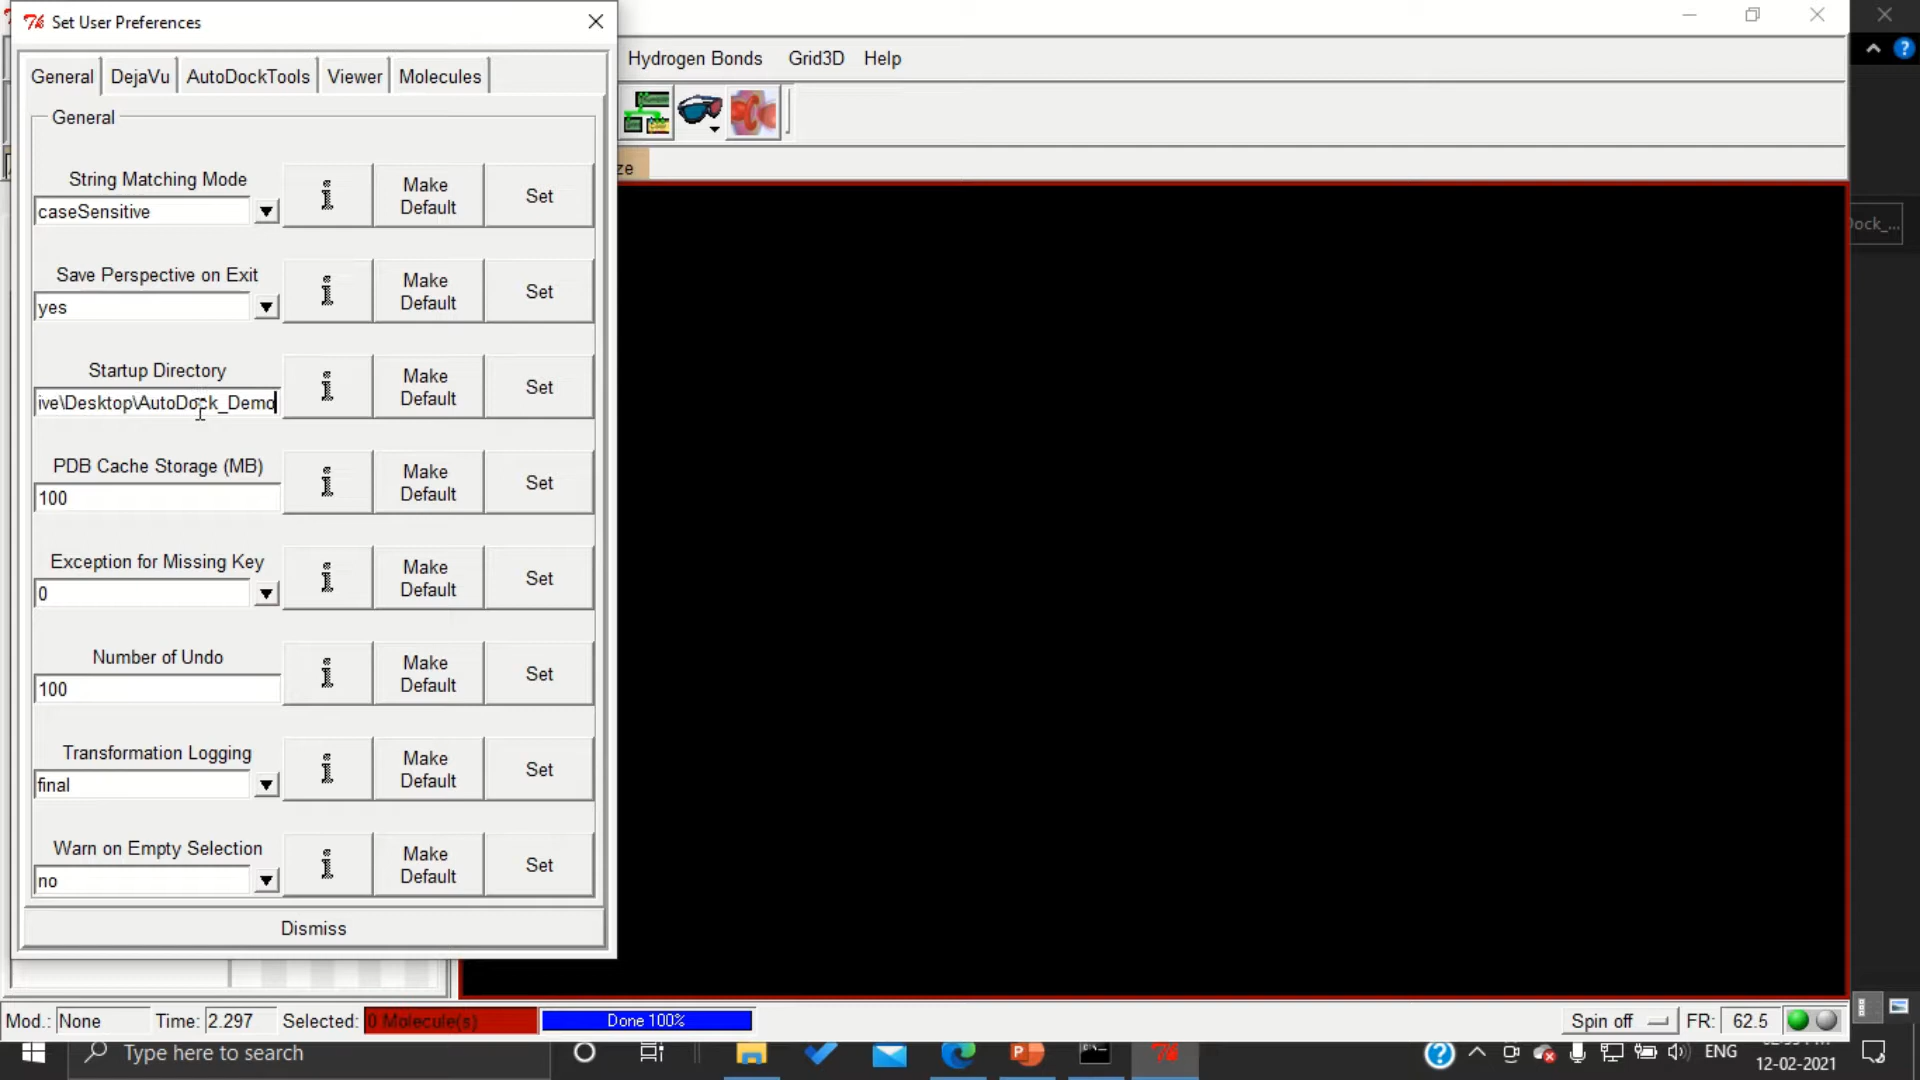 Set User Preferences
Hydrogen Bonds Grid3D Help
General DejaVu AutoDockTools Viewer Molecules
General
ze
String Matching Mode
caseSensitive
Make Default
Set
Dock_...
Save Perspective on Exit
yes
Make Default
Set
Startup Directory
ive\Desktop\AutoDock_Demo
Make Default
Set
PDB Cache Storage (MB)
100
Make Default
Set
Exception for Missing Key
0
Make Default
Set
Number of Undo
100
Make Default
Set
Transformation Logging
final
Make Default
Set
Warn on Empty Selection
no
Make Default
Set
Dismiss
Mod.: None Time: 2.297 Selected: 0 Molecule(s) Done 100% Spin off FR: 62.5
Type here to search
ENG
12-02-2021